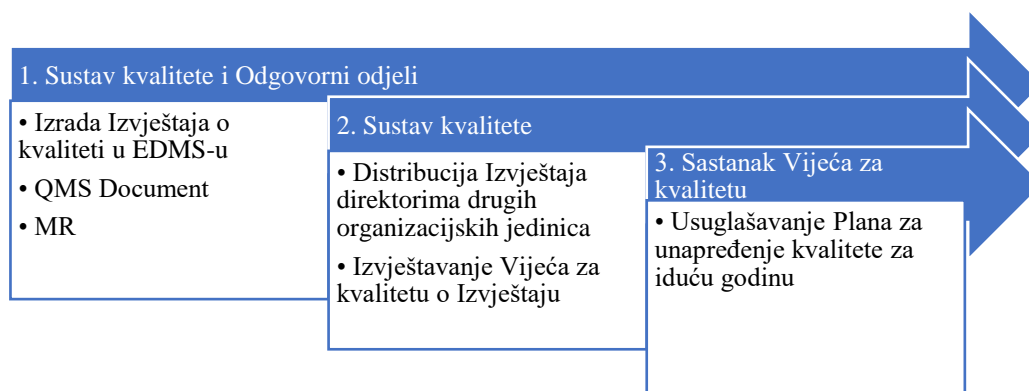 1. Sustav kvalitete i Odgovorni odjeli
• Izrada Izvještaja o
kvaliteti u EDMS-u
• QMS Document
• MR
2. Sustav kvalitete
• Distribucija Izvještaja
direktorima drugih
organizacijskih jedinica
• Izvještavanje Vijeća za
kvalitetu o Izvještaju
3. Sastanak Vijeća za
kvalitetu
• Usuglašavanje Plana za
unapređenje kvalitete za
iduću godinu